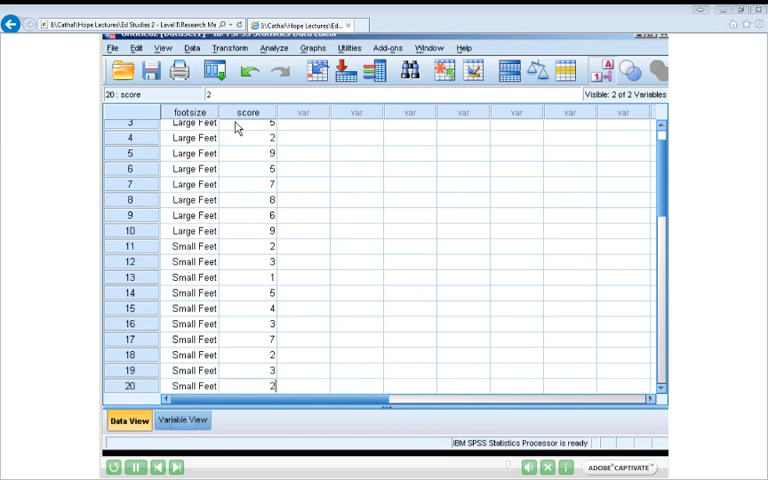 E:\Cathal\Hope Lectures\Ed Studies 2 - Level I\Research Me
E:\Cathal\Hope Lectures\Ed...
File Edit View Data Transform Analyze Graphs Utilities Add-ons Window Help
20 : score 2 Visible: 2 of 2 Variables
footsize score var var var var var var var
3 Large Feet 5
4 Large Feet 2
5 Large Feet 9
6 Large Feet 5
7 Large Feet 7
8 Large Feet 8
9 Large Feet 6
10 Large Feet 9
11 Small Feet 2
12 Small Feet 3
13 Small Feet 1
14 Small Feet 5
15 Small Feet 4
16 Small Feet 3
17 Small Feet 7
18 Small Feet 2
19 Small Feet 3
20 Small Feet 2
Data View Variable View
IBM SPSS Statistics Processor is ready
ADOBE® CAPTIVATE™